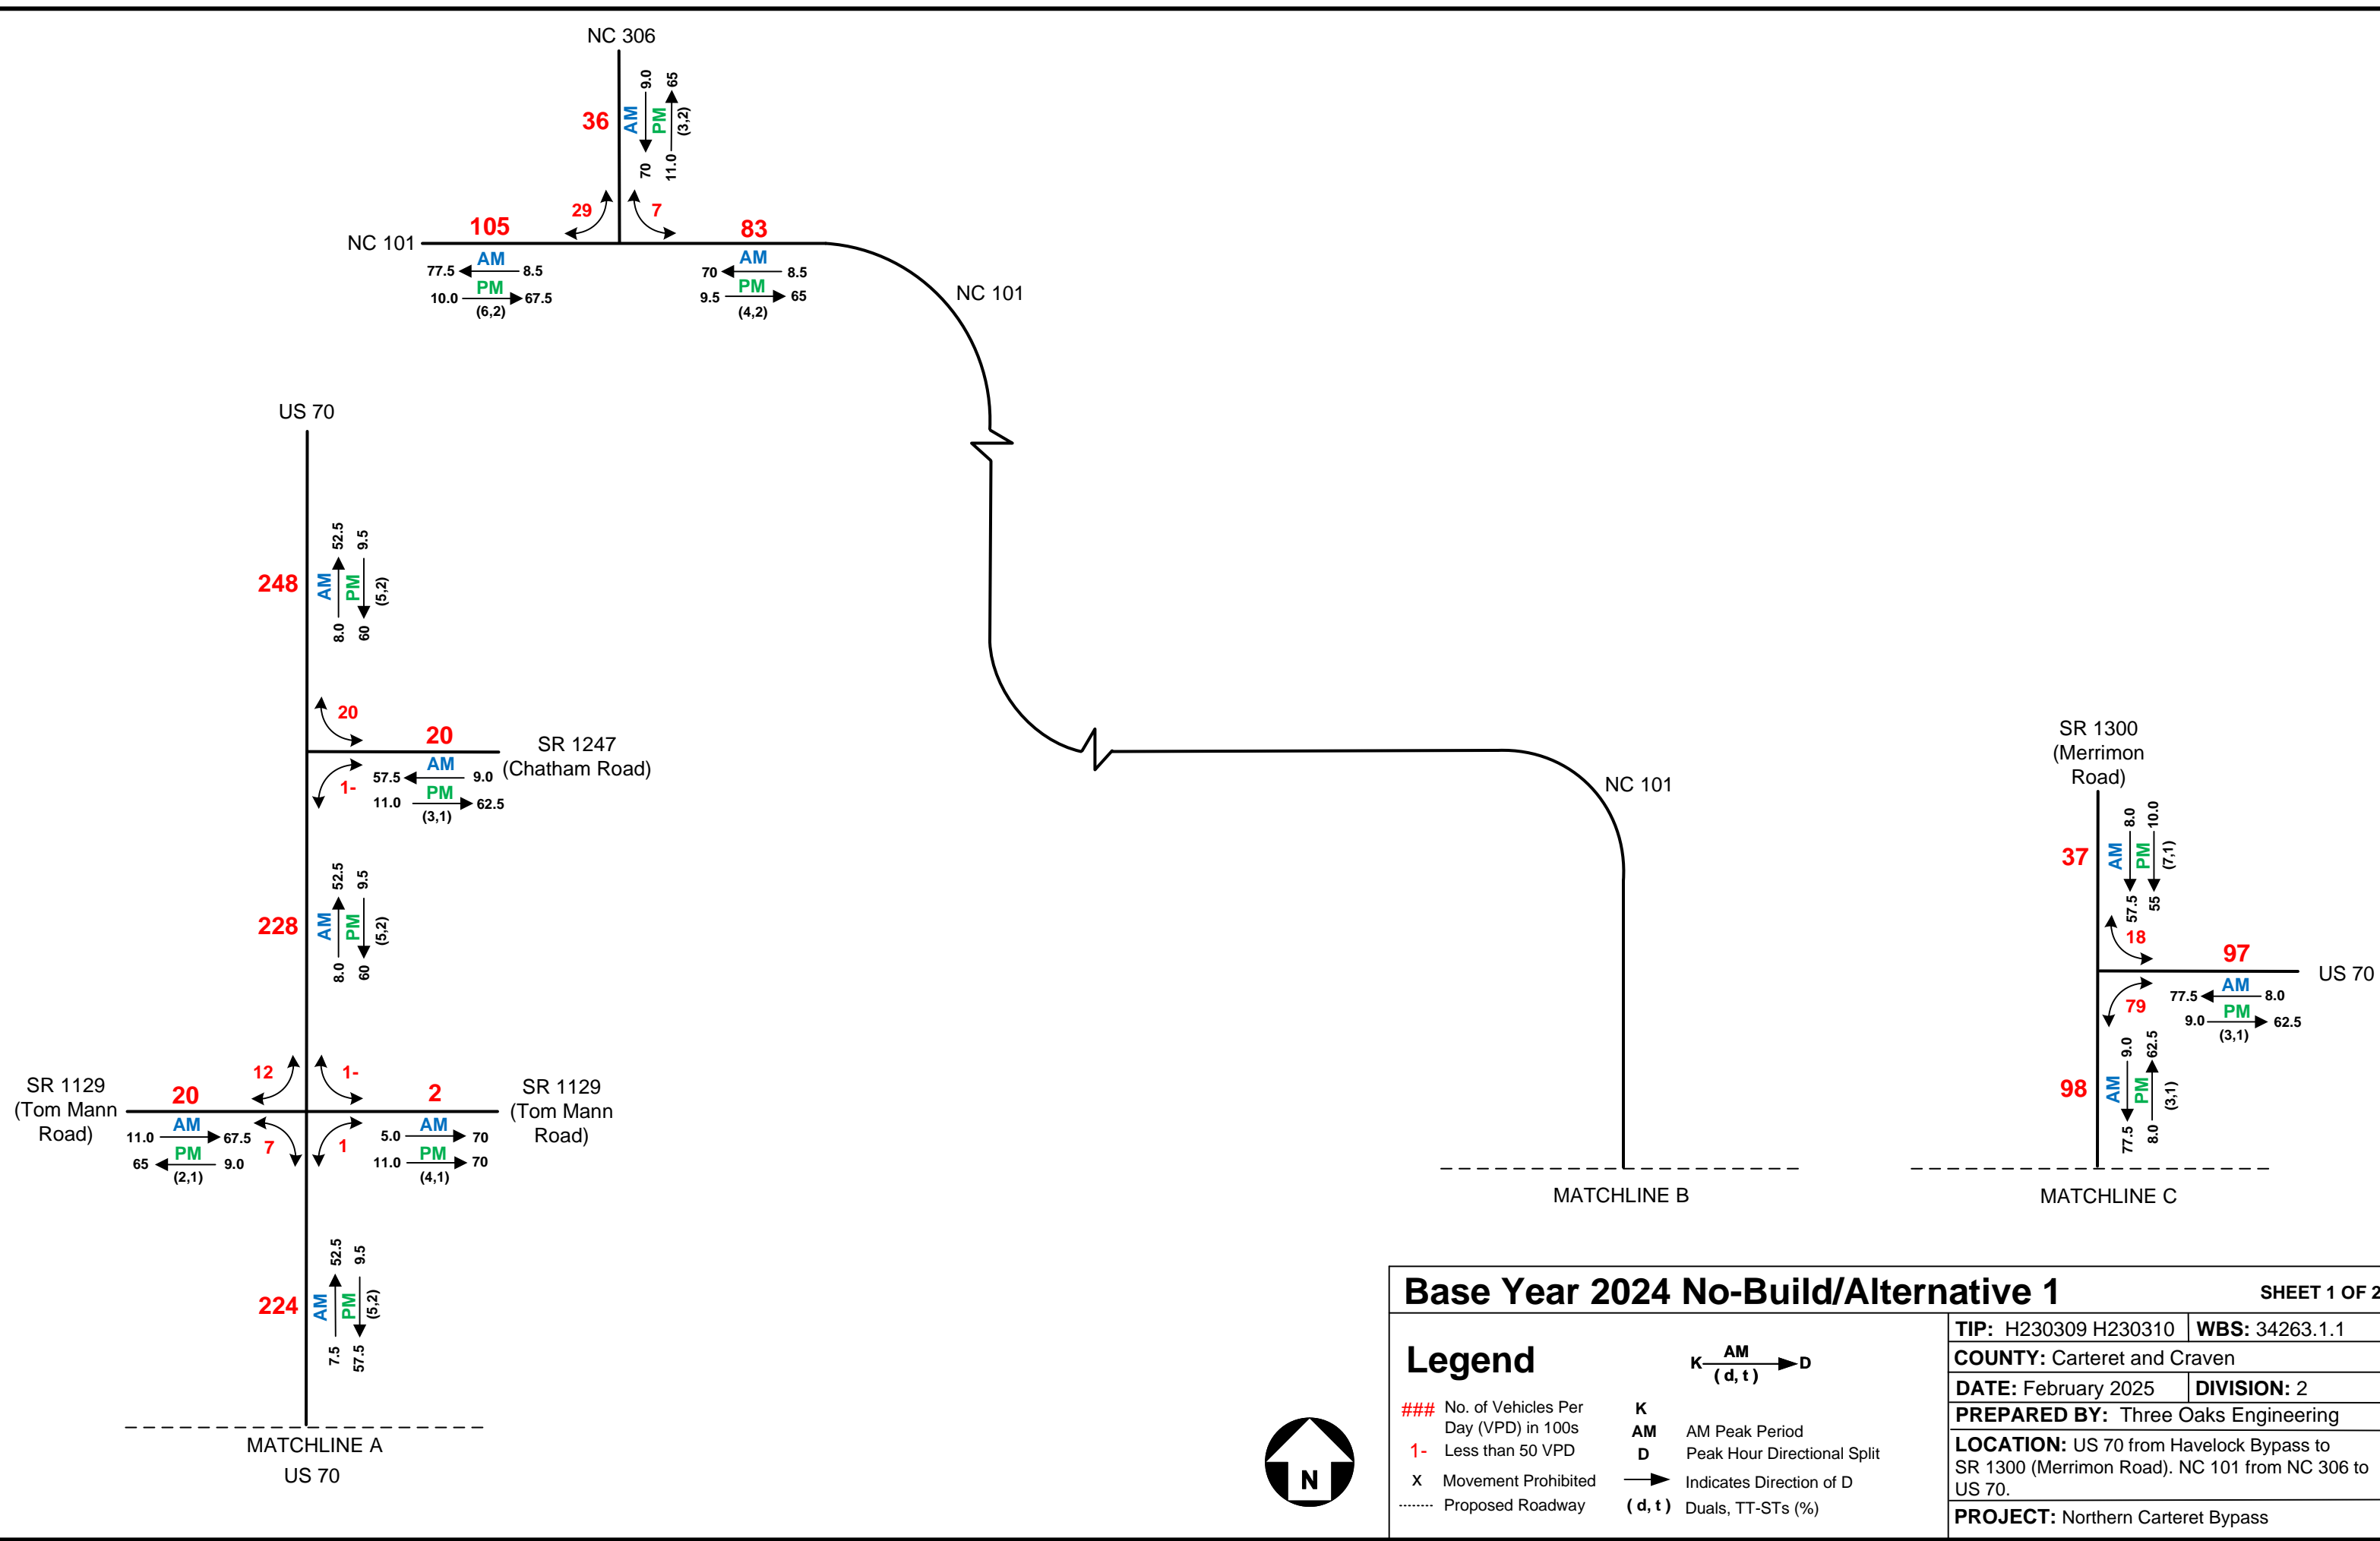 NC 306
36
AM
9.0
70
PM
65
11.0
(3,2)
29
7
NC 101
105
AM
77.5 8.5
PM
10.0 67.5
(6,2)
83
AM
70 8.5
PM
9.5 65
(4,2)
NC 101
US 70
248
AM
52.5
8.0
PM
9.5
60
(5,2)
20
20
SR 1247
(Chatham Road)
AM
57.5 9.0
PM
11.0 62.5
(3,1)
1-
228
AM
52.5
8.0
PM
9.5
60
(5,2)
12
1-
SR 1129
(Tom Mann
Road)
20
AM
11.0 67.5
PM
65 9.0
(2,1)
7
1
2
AM
5.0 70
PM
11.0 70
(4,1)
SR 1129
(Tom Mann
Road)
224
AM
52.5
7.5
PM
9.5
57.5
(5,2)
MATCHLINE A
US 70
NC 101
MATCHLINE B
SR 1300
(Merrimon
Road)
37
AM
8.0
57.5
PM
10.0
55
(7,1)
18
97
US 70
AM
77.5 8.0
PM
9.0 62.5
(3,1)
79
98
AM
9.0
77.5
PM
62.5
8.0
(3,1)
MATCHLINE C
N
Base Year 2024 No-Build/Alternative 1
SHEET 1 OF 2
Legend
K AM D
( d, t )
### No. of Vehicles Per
Day (VPD) in 100s
1- Less than 50 VPD
X Movement Prohibited
Proposed Roadway
K
AM AM Peak Period
D Peak Hour Directional Split
Indicates Direction of D
( d, t ) Duals, TT-STs (%)
TIP: H230309 H230310 WBS: 34263.1.1
COUNTY: Carteret and Craven
DATE: February 2025 DIVISION: 2
PREPARED BY: Three Oaks Engineering
LOCATION: US 70 from Havelock Bypass to
SR 1300 (Merrimon Road). NC 101 from NC 306 to
US 70.
PROJECT: Northern Carteret Bypass